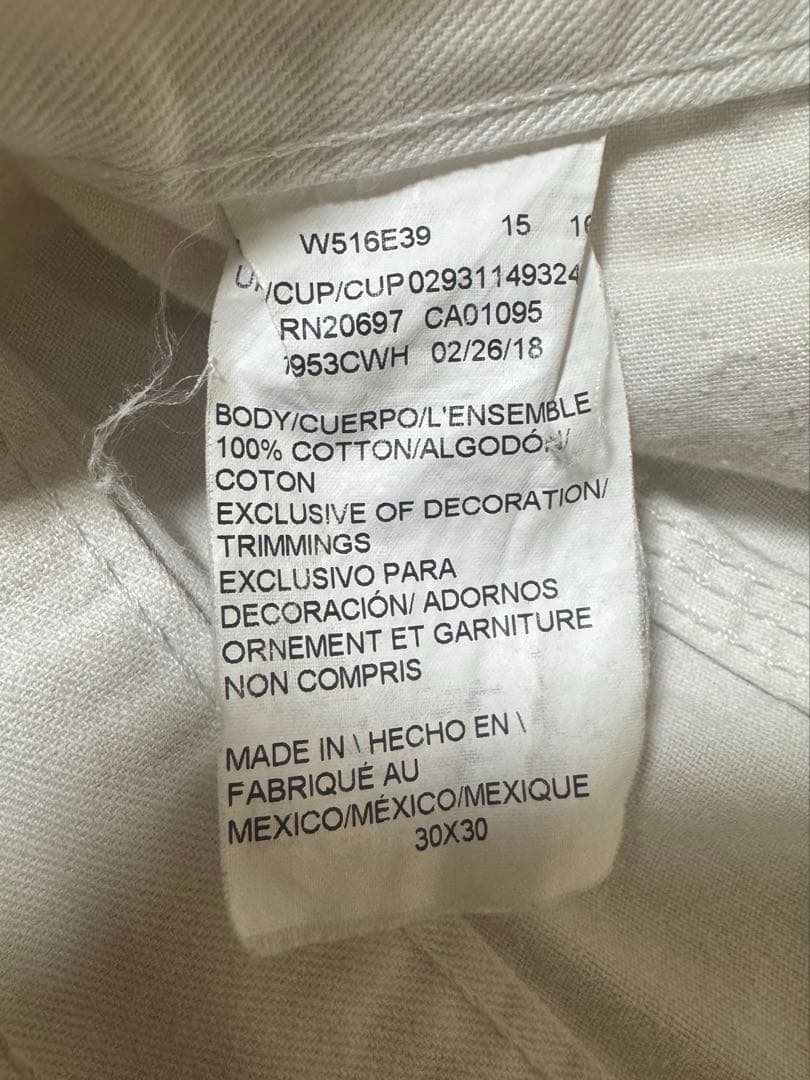 W516E39 15
/CUP/CUP 02931149324
RN20697 CA01095
953CWH 02/26/18
BODY/CUERPO/L'ENSEMBLE
100% COTTON/ALGODÓN/
COTON
EXCLUSIVE OF DECORATION/
TRIMMINGS
EXCLUSIVO PARA
DECORACIÓN/ ADORNOS
ORNEMENT ET GARNITURE
NON COMPRIS
MADE IN \ HECHO EN \
FABRIQUÉ AU
MEXICO/MÉXICO/MEXIQUE
30X30